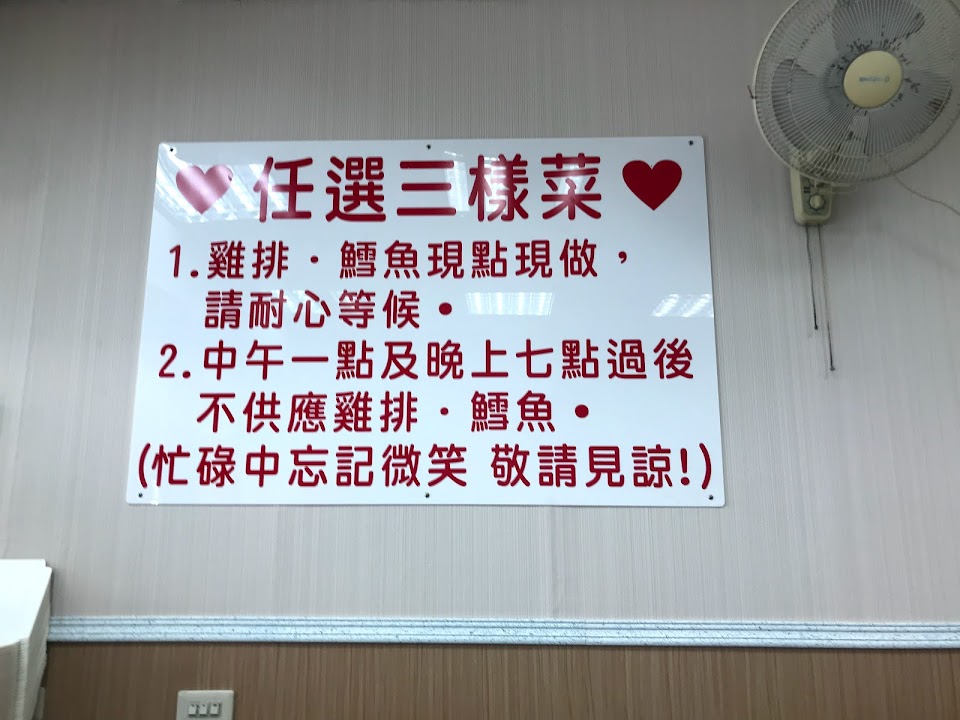 ♥任選三樣菜♥
1.雞排·鱈魚現點現做，
請耐心等候•
2.中午一點及晚上七點過後
不供應雞排·鱈魚•
(忙碌中忘記微笑 敬請見諒!)